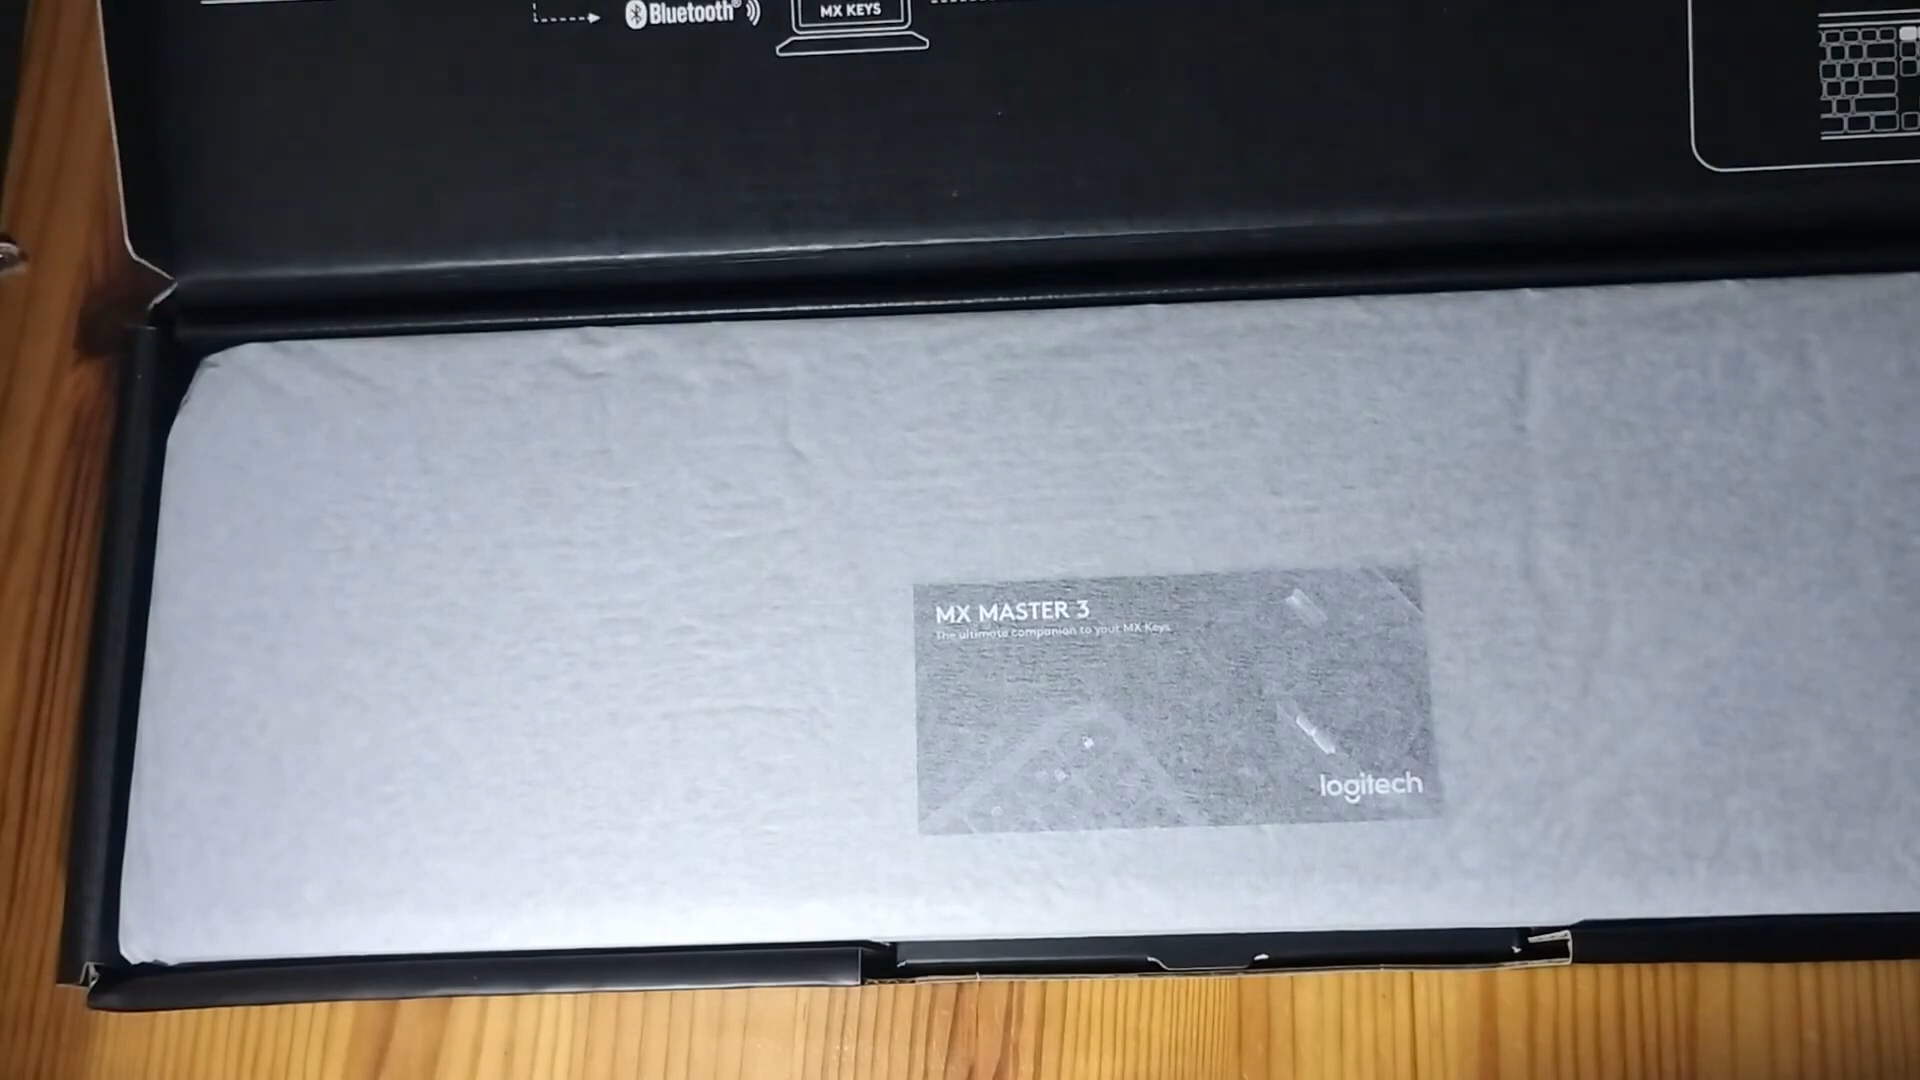 Bluetooth®
MX KEYS
MX MASTER 3
The ultimate companion to your MX Keys
logitech